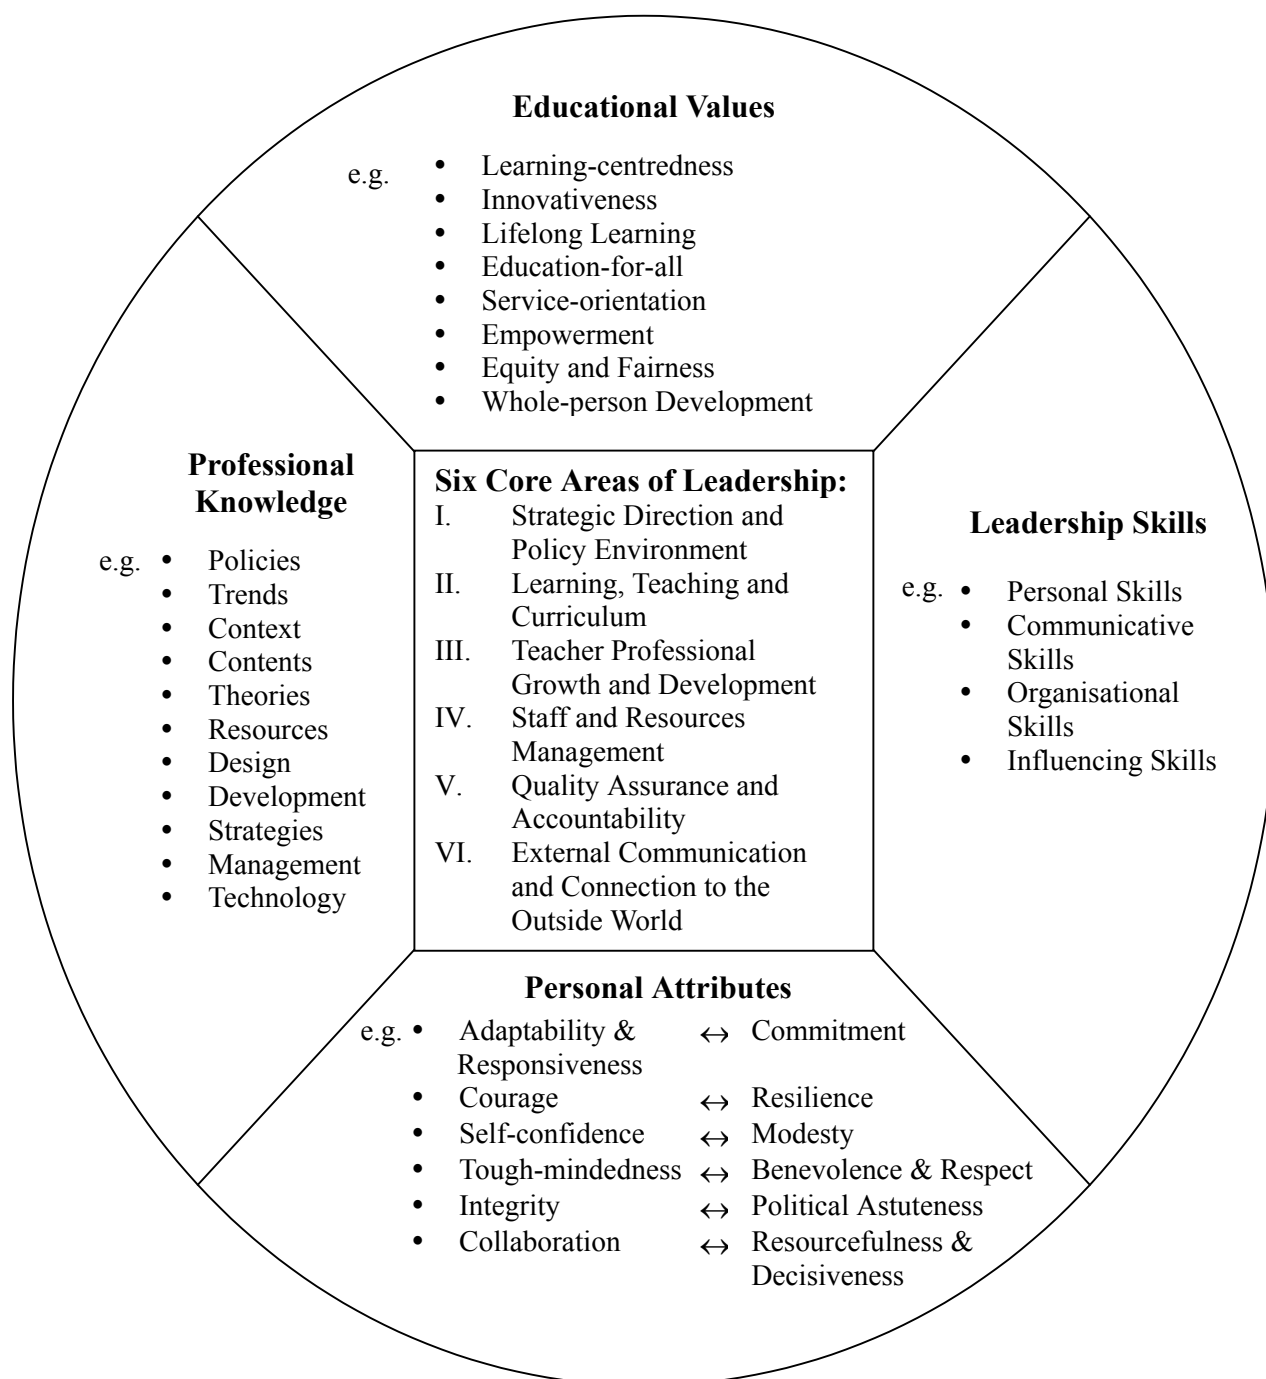 Educational Values
e.g. • Learning-centredness
• Innovativeness
• Lifelong Learning
• Education-for-all
• Service-orientation
• Empowerment
• Equity and Fairness
• Whole-person Development
Professional
Knowledge
e.g. • Policies
• Trends
• Context
• Contents
• Theories
• Resources
• Design
• Development
• Strategies
• Management
• Technology
Six Core Areas of Leadership:
I. Strategic Direction and
Policy Environment
II. Learning, Teaching and
Curriculum
III. Teacher Professional
Growth and Development
IV. Staff and Resources
Management
V. Quality Assurance and
Accountability
VI. External Communication
and Connection to the
Outside World
Leadership Skills
e.g. • Personal Skills
• Communicative
Skills
• Organisational
Skills
• Influencing Skills
Personal Attributes
e.g. • Adaptability & ↔ Commitment
Responsiveness
• Courage ↔ Resilience
• Self-confidence ↔ Modesty
• Tough-mindedness ↔ Benevolence & Respect
• Integrity ↔ Political Astuteness
• Collaboration ↔ Resourcefulness &
Decisiveness